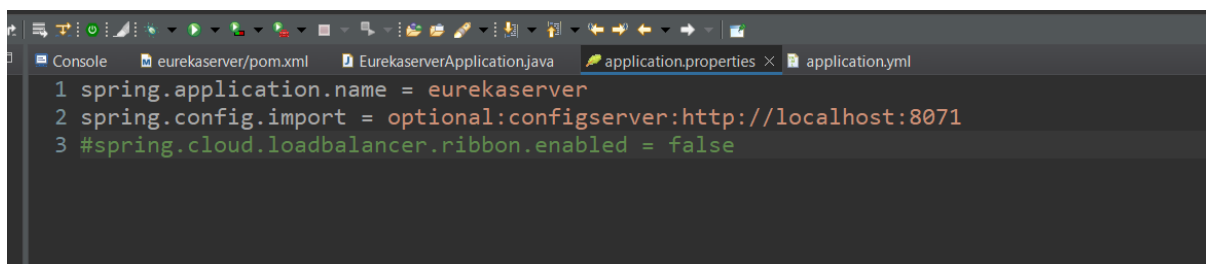 Console eurekaserver/pom.xml EurekaserverApplication.java application.properties application.yml
1 spring.application.name = eurekaserver
2 spring.config.import = optional:configserver:http://localhost:8071
3 #spring.cloud.loadbalancer.ribbon.enabled = false